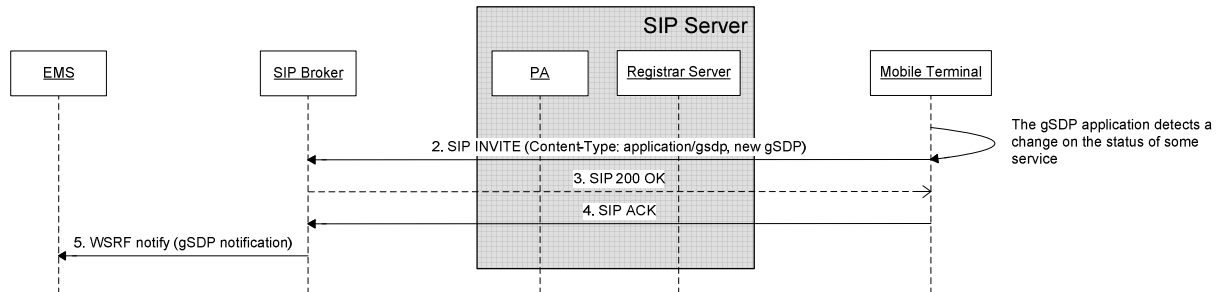 SIP Server
EMS
SIP Broker
PA
Registrar Server
Mobile Terminal
The gSDP application detects a
change on the status of some
service
2. SIP INVITE (Content-Type: application/gsdp, new gSDP)
3. SIP 200 OK
4. SIP ACK
5. WSRF notify (gSDP notification)